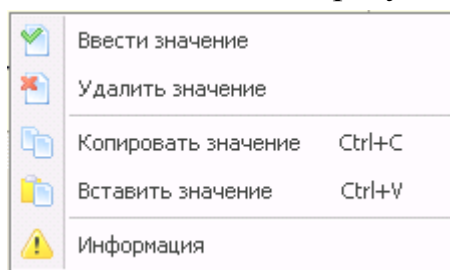 Ввести значение
Удалить значение
Копировать значение Ctrl+C
Вставить значение Ctrl+V
Информация